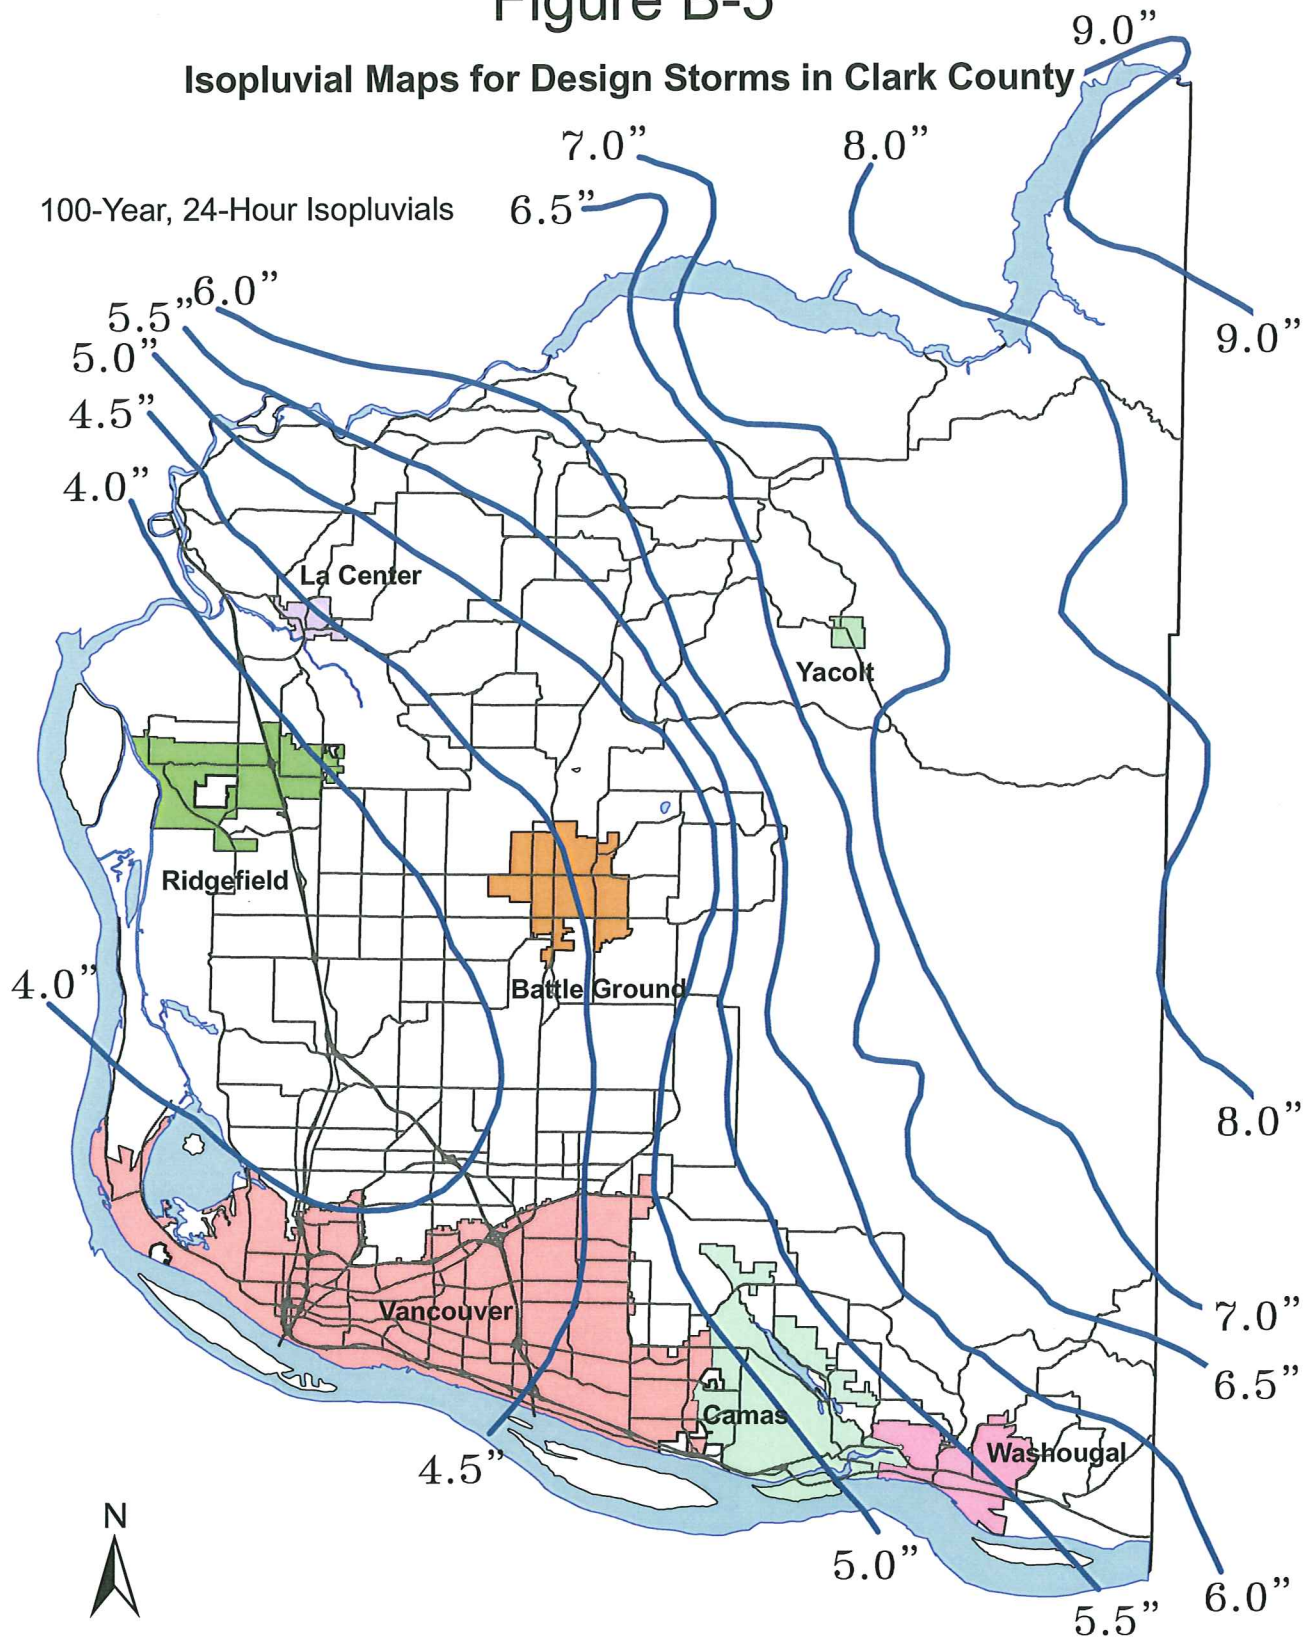 Figure B-5
Isopluvial Maps for Design Storms in Clark County
9.0”
7.0”
8.0”
100-Year, 24-Hour Isopluvials
6.5”
6.0”
5.5”
9.0”
5.0”
4.5”
4.0”
La Center
Yacolt
Ridgefield
4.0”
Battle Ground
8.0”
Vancouver
7.0”
6.5”
Camas
Washougal
4.5”
N
5.0”
6.0”
5.5”